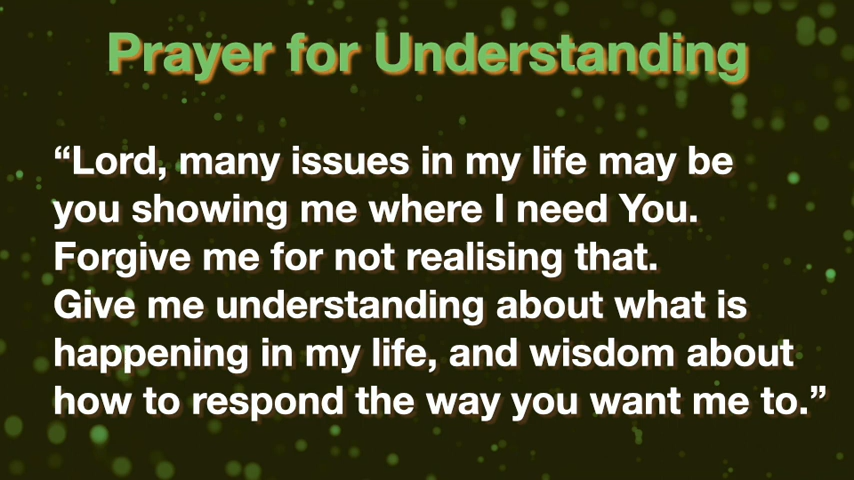 Prayer for Understanding
“Lord, many issues in my life may be
you showing me where I need You.
Forgive me for not realising that.
Give me understanding about what is
happening in my life, and wisdom about
how to respond the way you want me to.”